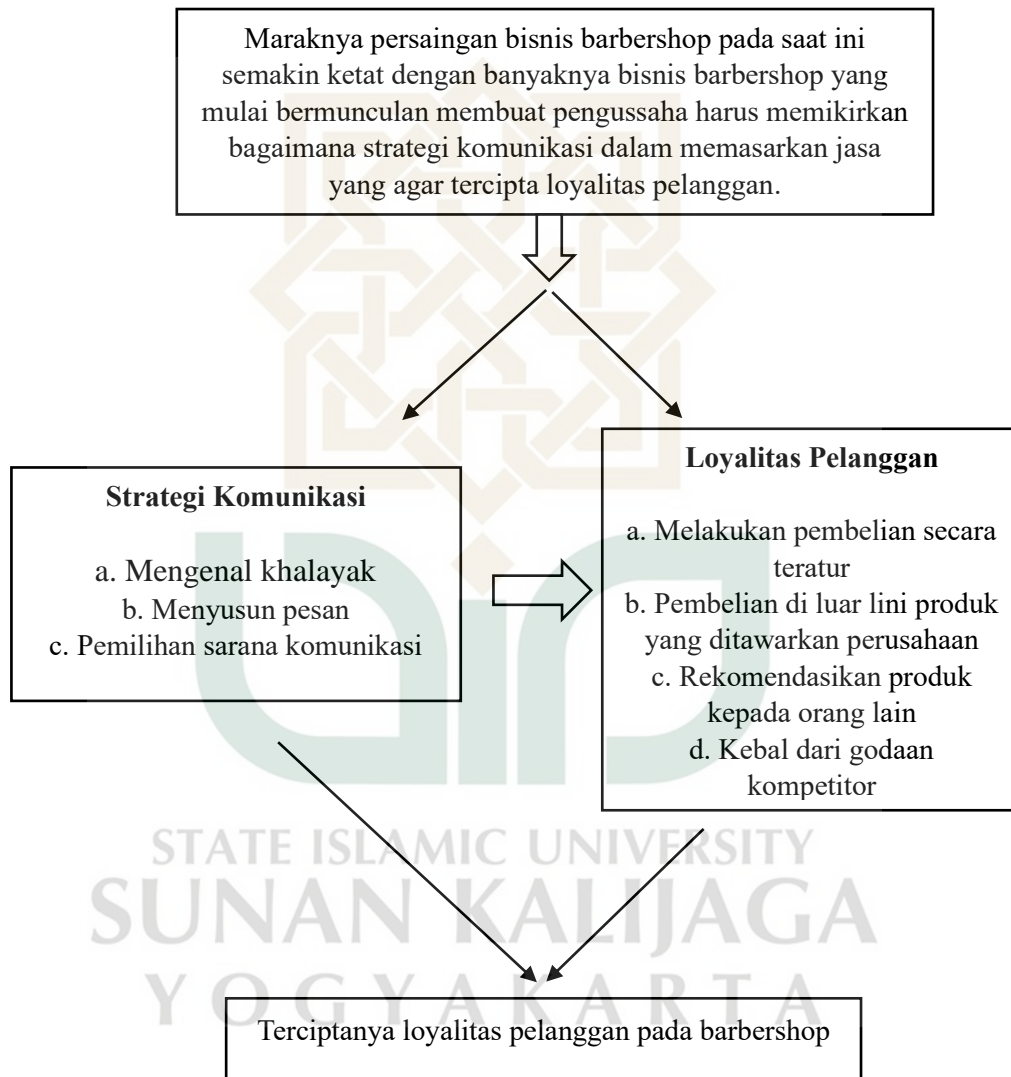 Maraknya persaingan bisnis barbershop pada saat ini
semakin ketat dengan banyaknya bisnis barbershop yang
mulai bermunculan membuat pengussaha harus memikirkan
bagaimana strategi komunikasi dalam memasarkan jasa
yang agar tercipta loyalitas pelanggan.
Strategi Komunikasi
a. Mengenal khalayak
b. Menyusun pesan
c. Pemilihan sarana komunikasi
Loyalitas Pelanggan
a. Melakukan pembelian secara
teratur
b. Pembelian di luar lini produk
yang ditawarkan perusahaan
c. Rekomendasikan produk
kepada orang lain
d. Kebal dari godaan
kompetitor
STATE ISLAMIC UNIVERSITY
SUNAN KALIJAGA
YOGYAKARTA
Terciptanya loyalitas pelanggan pada barbershop